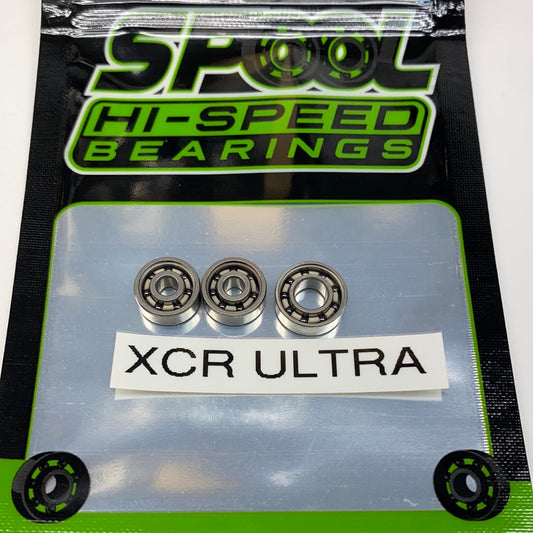 SPOOL
HI-SPEED
BEARINGS
XCR ULTRA